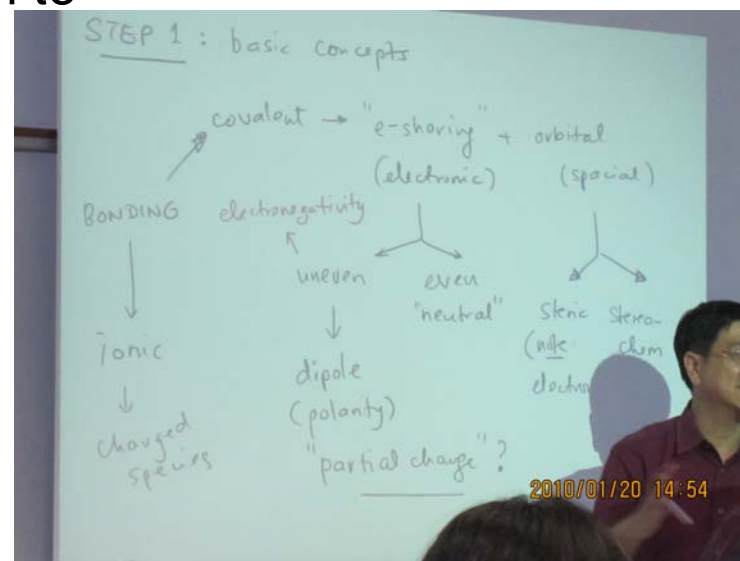 STEP 1 : basic concepts
covalent → "e-sharing" + orbital
(electronic) (spacial)
BONDING electronegativity
uneven even
"neutral"
steric stereo-
(note chem
ionic
dipole
(polarity)
charged
species
"partial charge"?
2010/01/20 14:54